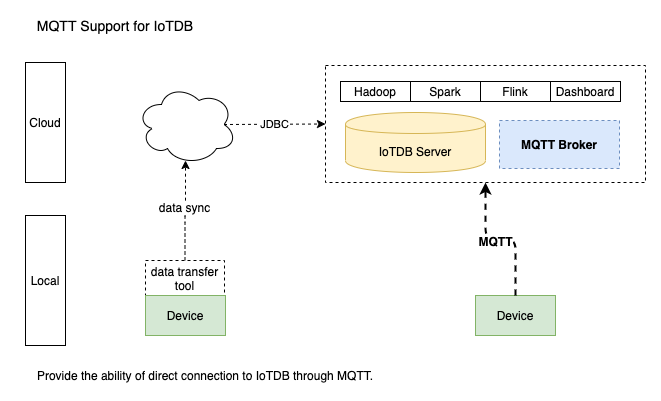 MQTT Support for IoTDB
Cloud
JDBC
Hadoop
Spark
Flink
Dashboard
IoTDB Server
MQTT Broker
data sync
MQTT
Local
data transfer
tool
Device
Device
Provide the ability of direct connection to IoTDB through MQTT.